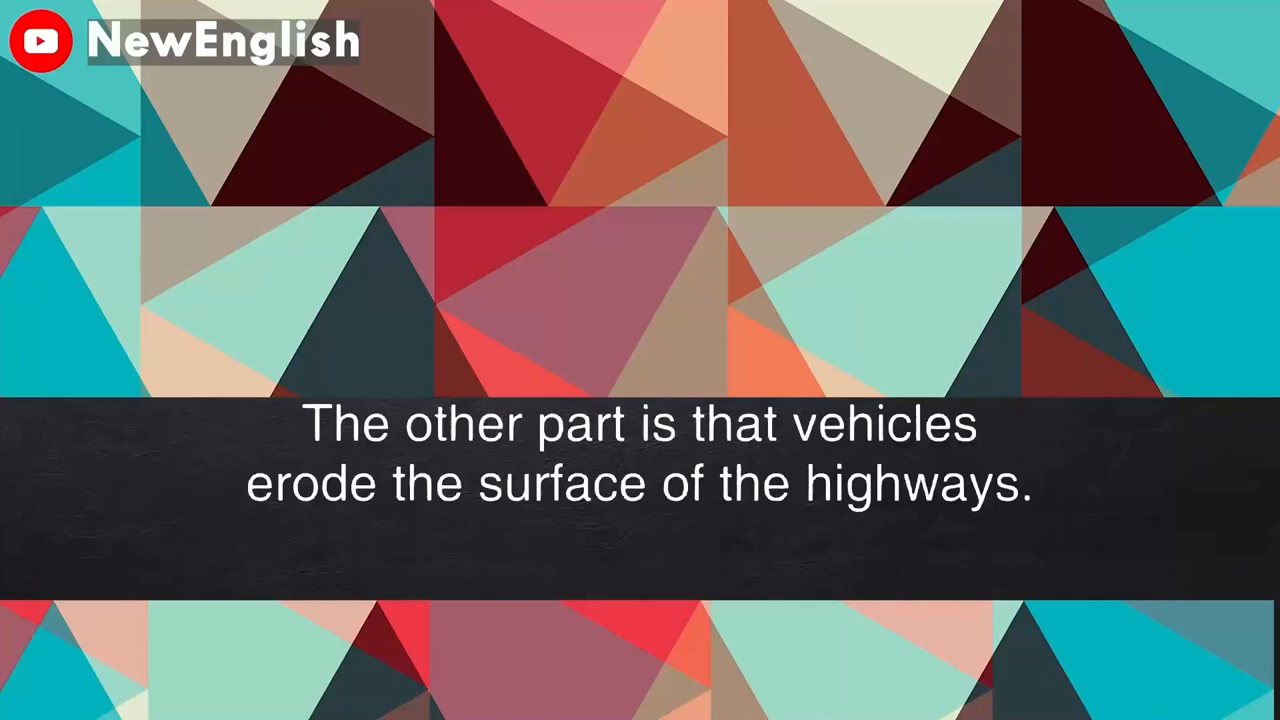 NewEnglish
The other part is that vehicles
erode the surface of the highways.